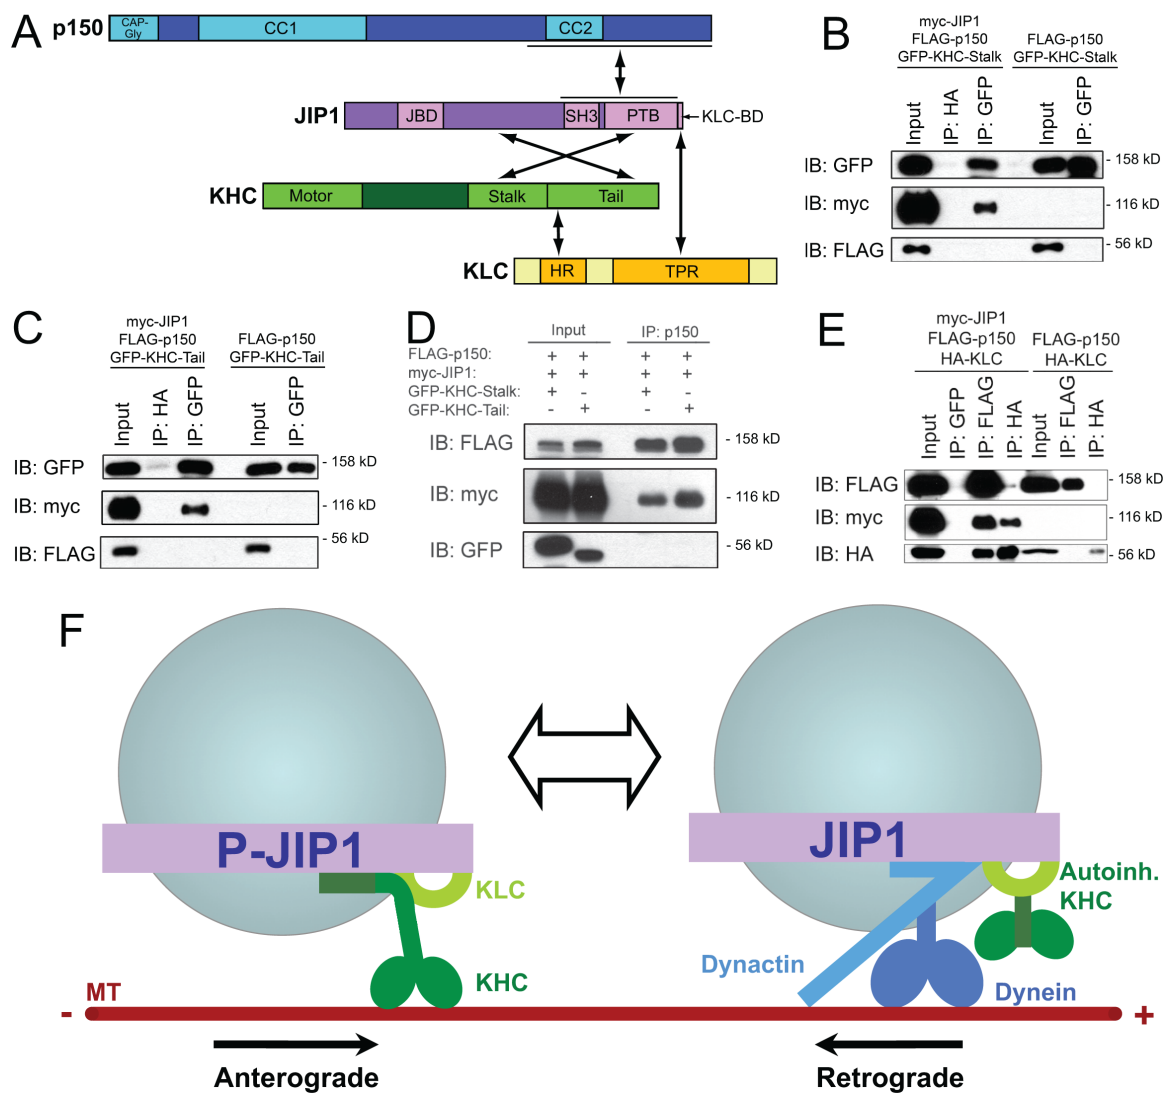 A
p150
CAP-
Gly
CC1
CC2
JIP1
JBD
SH3
PTB
KLC-BD
KHC
Motor
Stalk
Tail
KLC
HR
TPR
B
myc-JIP1
FLAG-p150
GFP-KHC-Stalk
FLAG-p150
GFP-KHC-Stalk
Input
IP: HA
IP: GFP
Input
IP: GFP
IB: GFP
- 158 kD
IB: myc
- 116 kD
IB: FLAG
- 56 kD
C
myc-JIP1
FLAG-p150
GFP-KHC-Tail
FLAG-p150
GFP-KHC-Tail
Input
IP: HA
IP: GFP
Input
IP: GFP
IB: GFP
- 158 kD
IB: myc
- 116 kD
IB: FLAG
- 56 kD
D
Input
IP: p150
FLAG-p150: + + + +
myc-JIP1: + + + +
GFP-KHC-Stalk: + - + -
GFP-KHC-Tail: - + - +
IB: FLAG
- 158 kD
IB: myc
- 116 kD
IB: GFP
- 56 kD
E
myc-JIP1
FLAG-p150
HA-KLC
FLAG-p150
HA-KLC
Input
IP: GFP
IP: FLAG
IP: HA
Input
IP: FLAG
IP: HA
IB: FLAG
- 158 kD
IB: myc
- 116 kD
IB: HA
- 56 kD
F
P-JIP1
KLC
KHC
MT
-
Anterograde
JIP1
Autoinh.
KHC
Dynactin
Dynein
+
Retrograde